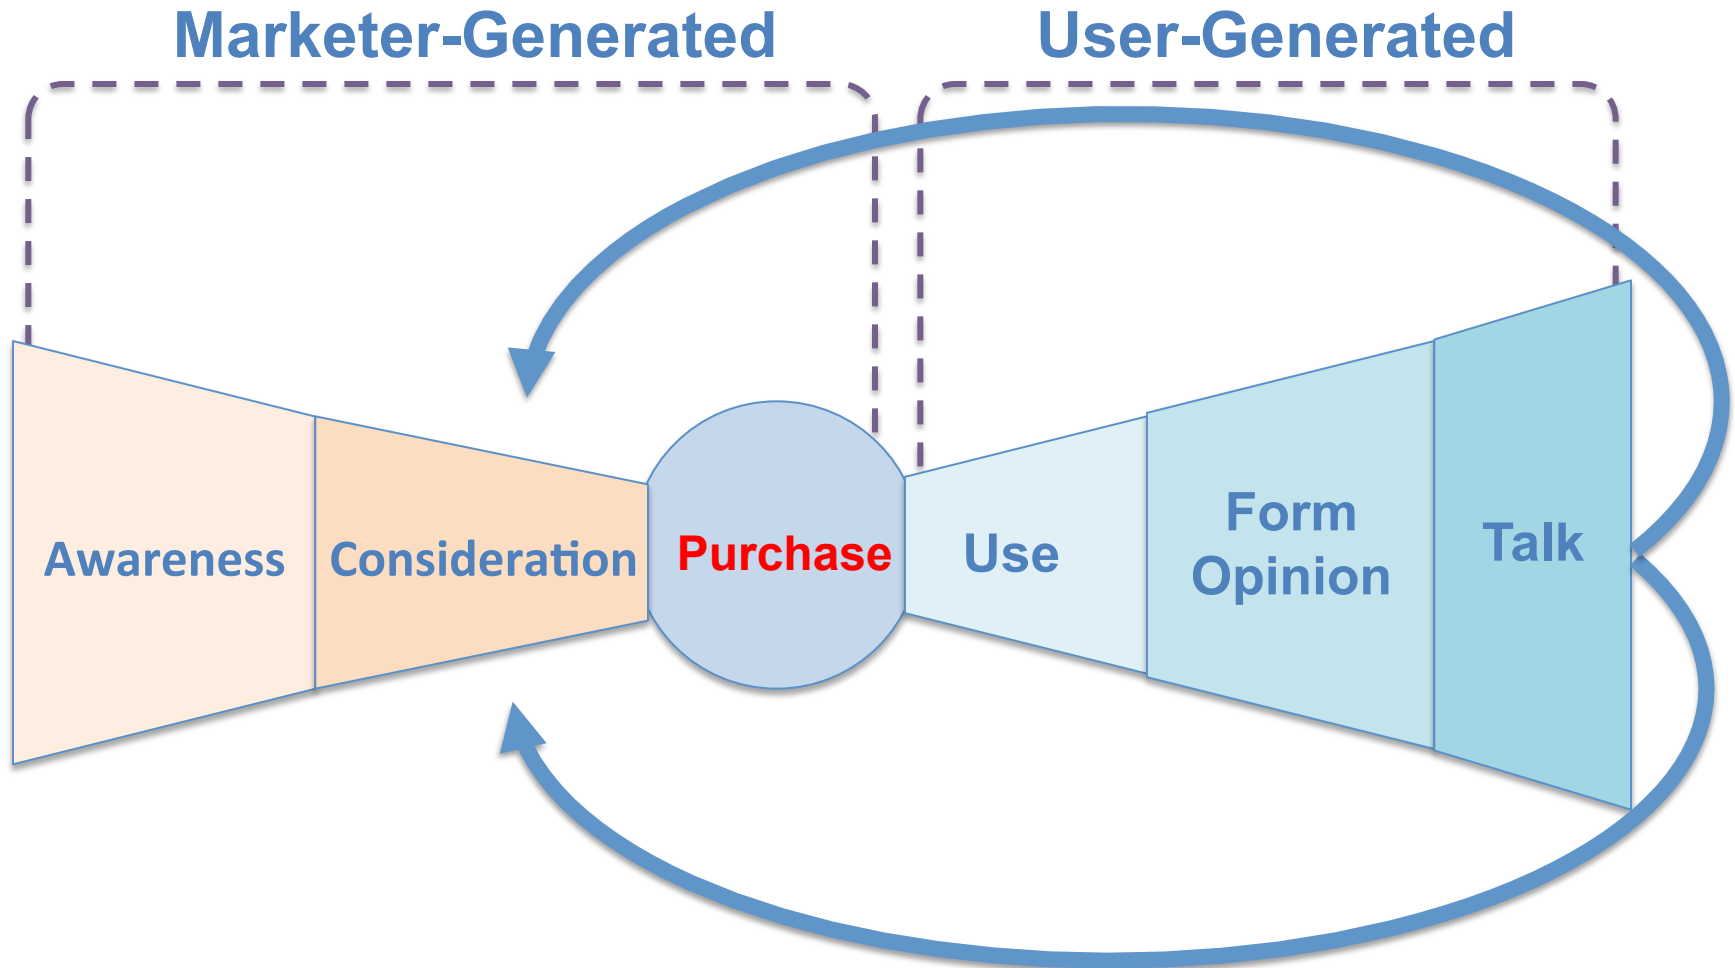 Marketer-Generated
User-Generated
Awareness
Consideration
Purchase
Use
Form
Opinion
Talk